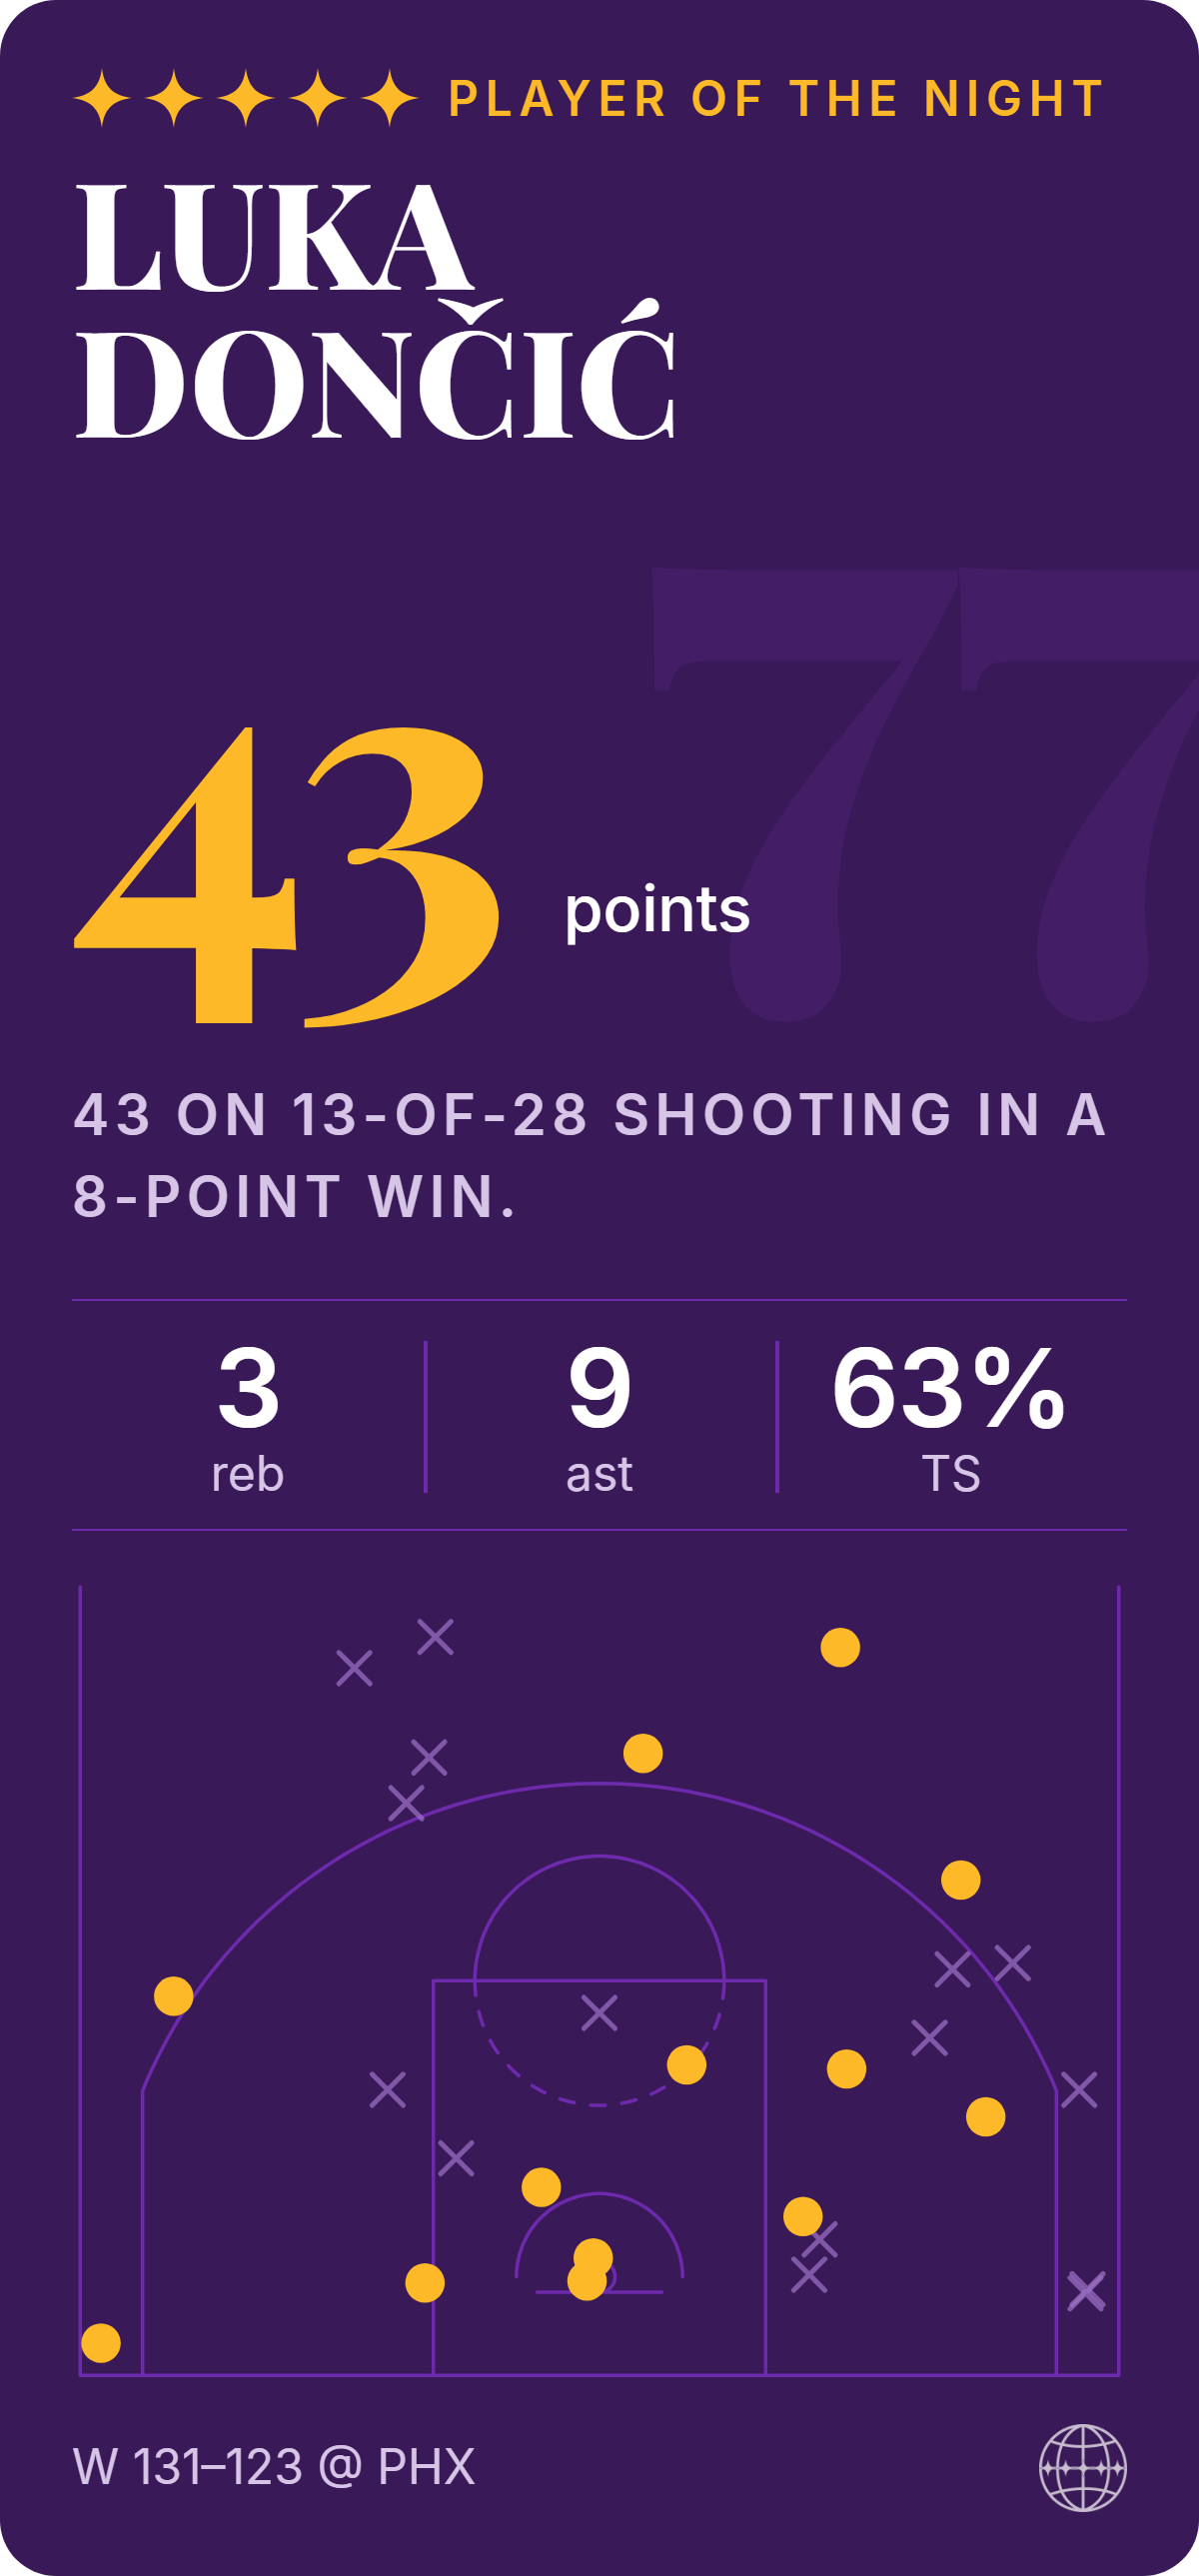 PLAYER OF THE NIGHT
LUKA
DONČIĆ
77
43 points
43 ON 13-OF-28 SHOOTING IN A
8-POINT WIN.
3 9 63%
reb ast TS
W 131–123 @ PHX